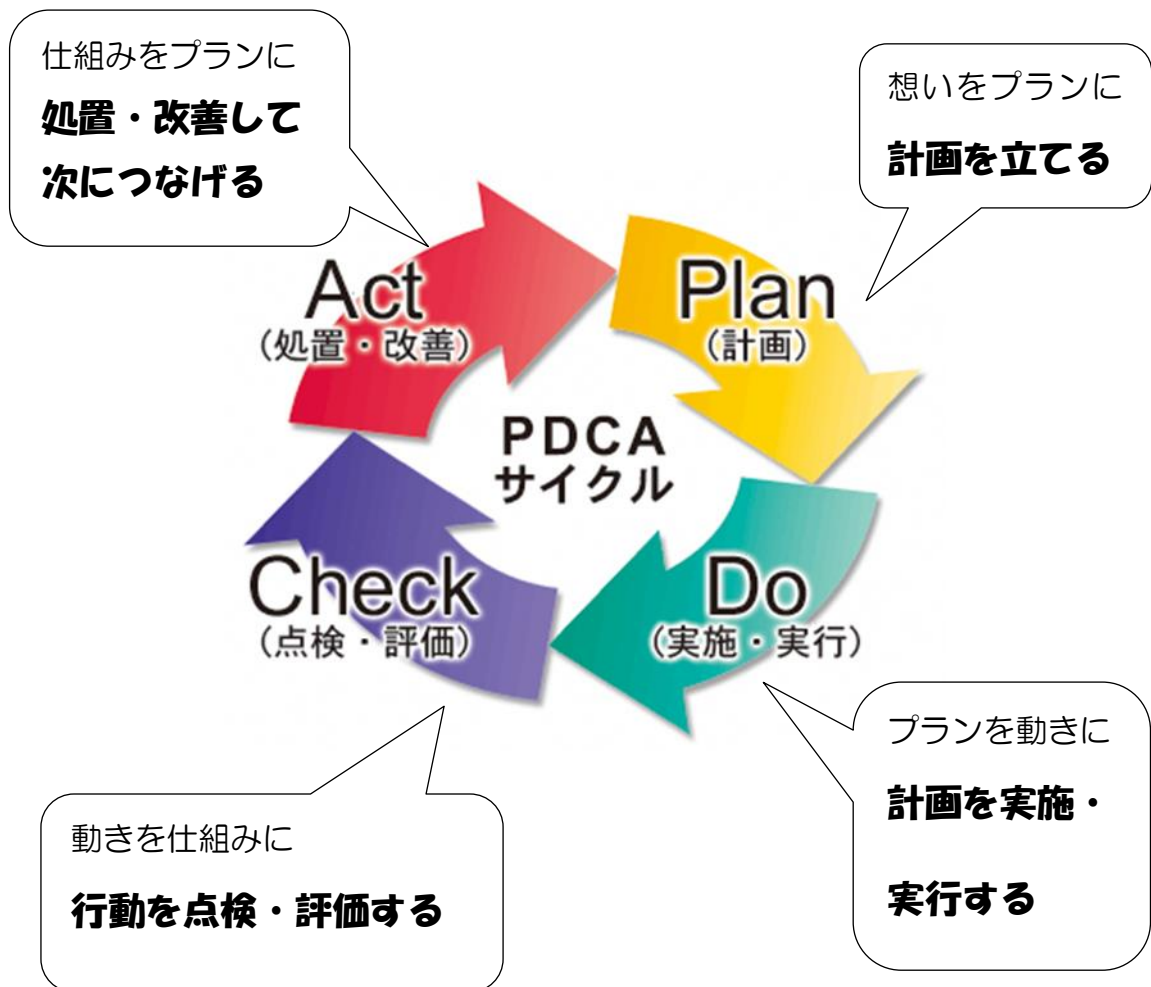 仕組みをプランに
処置・改善して
次につなげる
想いをプランに
計画を立てる
Act
(処置・改善)
Plan
(計画)
PDCA
サイクル
Check
(点検・評価)
Do
(実施・実行)
動きを仕組みに
行動を点検・評価する
プランを動きに
計画を実施・
実行する